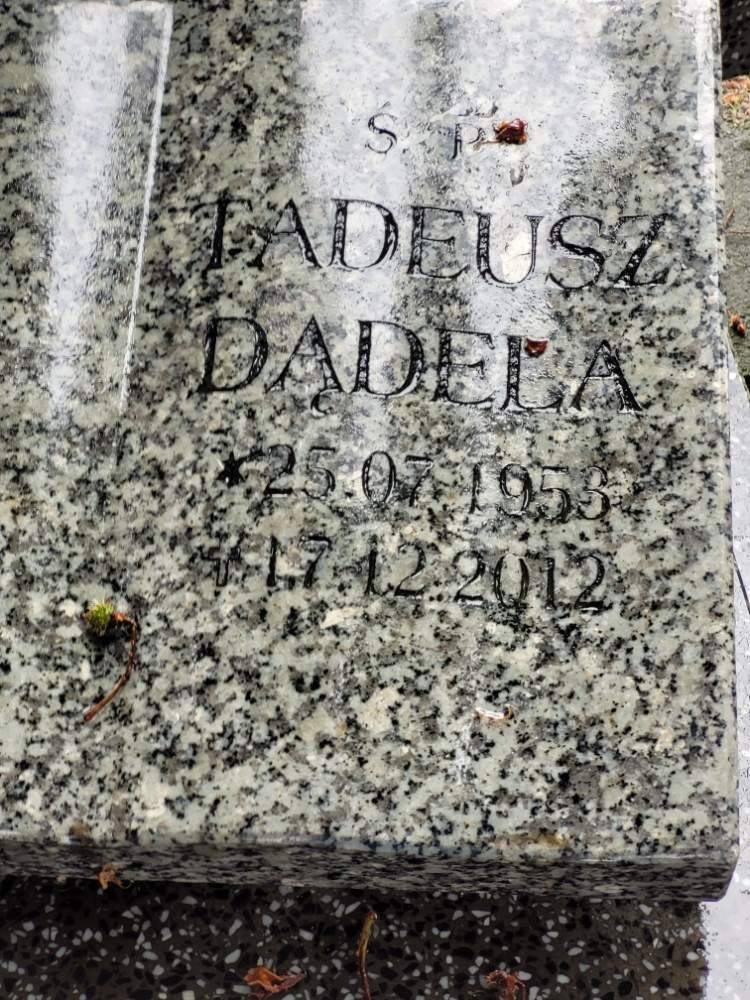 S. P.
TADEUSZ
DĄDELA
*25.07.1953
†17.12.2012